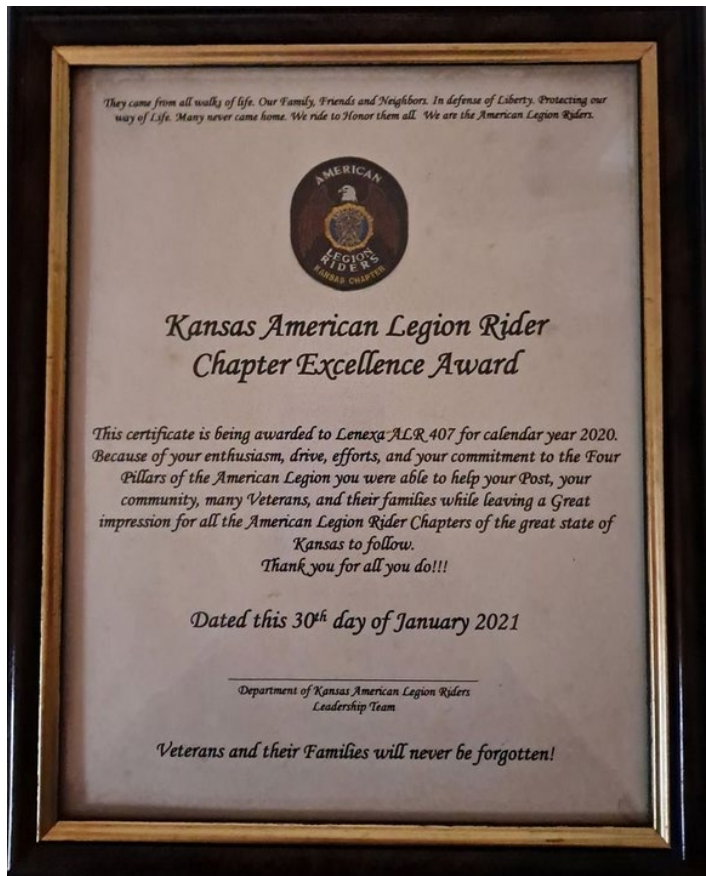 They came from all walks of life. Our Family, Friends and Neighbors. In defense of Liberty. Protecting our
way of Life. Many never came home. We ride to Honor them all. We are the American Legion Riders.
AMERICAN
LEGION
RIDERS
KANSAS CHAPTER
Kansas American Legion Rider
Chapter Excellence Award
This certificate is being awarded to Lenexa ALR 407 for calendar year 2020.
Because of your enthusiasm, drive, efforts, and your commitment to the Four
Pillars of the American Legion you were able to help your Post, your
community, many Veterans, and their families while leaving a Great
impression for all the American Legion Rider Chapters of the great state of
Kansas to follow.
Thank you for all you do!!!
Dated this 30th day of January 2021
Department of Kansas American Legion Riders
Leadership Team
Veterans and their Families will never be forgotten!